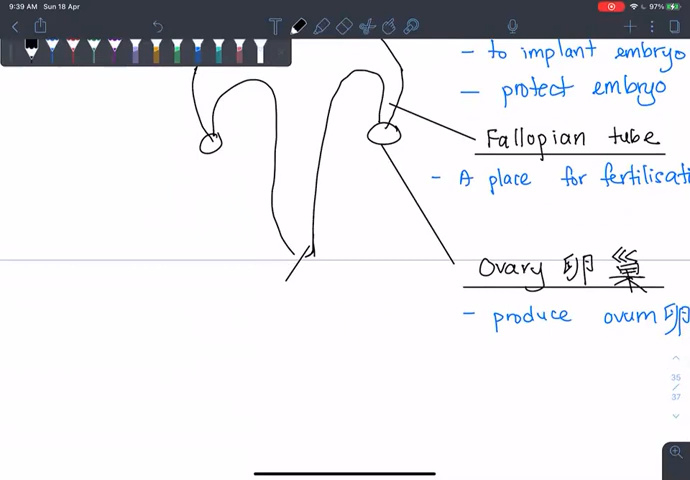 9:39 AM Sun 18 Apr
97%
- to implant embryo
- protect embryo
Fallopian tube
- A place for fertilisati
Ovary 卵巢
- produce ovum 卵
35
/
37